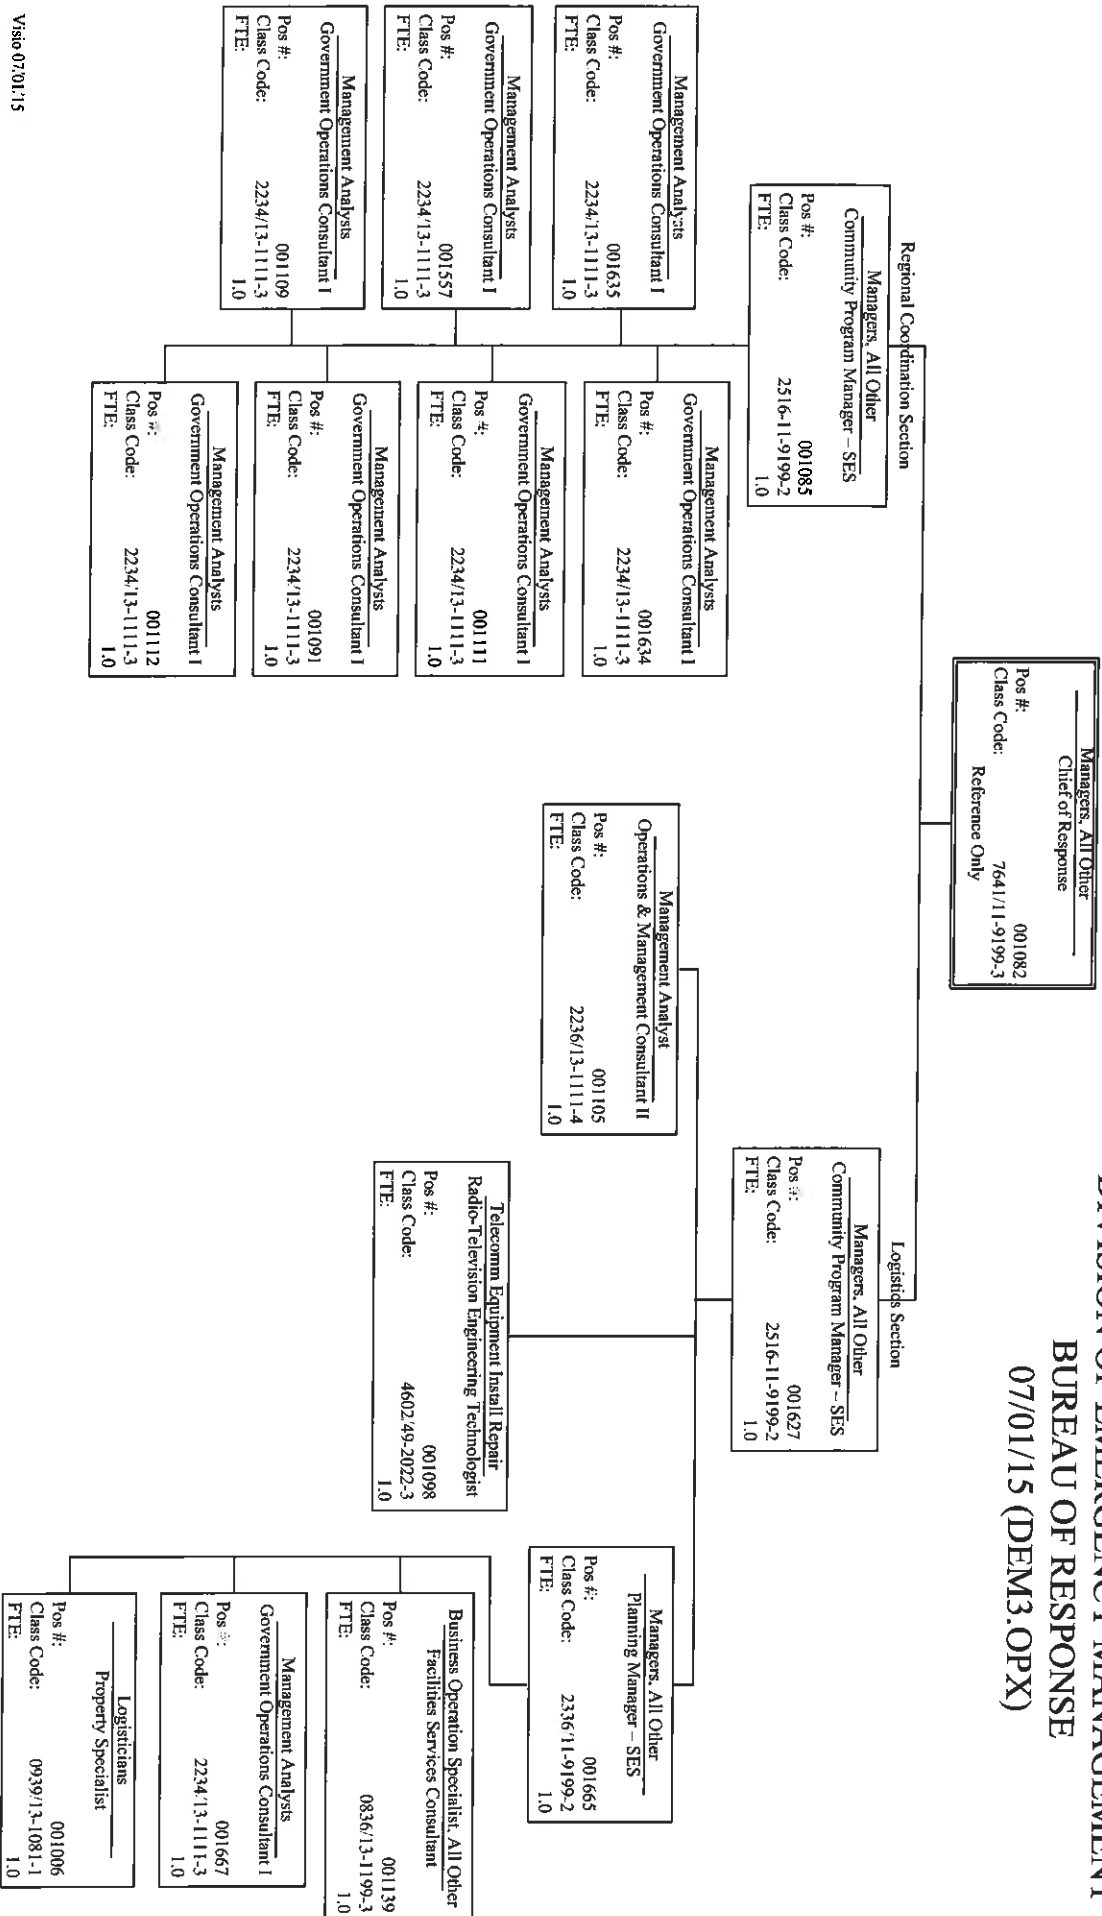 DIVISION OF EMERGENCY MANAGEMENT
BUREAU OF RESPONSE
07/01/15 (DEM3.OPX)
Managers, All Other
Chief of Response
Pos #: 001082
Class Code: 7641/11-9199-3
Reference Only
Regional Coordination Section
Managers, All Other
Community Program Manager – SES
Pos #: 001085
Class Code: 2516-11-9199-2
FTE: 1.0
Management Analysts
Government Operations Consultant I
Pos #: 001635
Class Code: 2234/13-1111-3
FTE: 1.0
Management Analysts
Government Operations Consultant I
Pos #: 001634
Class Code: 2234/13-1111-3
FTE: 1.0
Management Analysts
Government Operations Consultant I
Pos #: 001557
Class Code: 2234/13-1111-3
FTE: 1.0
Management Analysts
Government Operations Consultant I
Pos #: 001111
Class Code: 2234/13-1111-3
FTE: 1.0
Management Analysts
Government Operations Consultant I
Pos #: 001109
Class Code: 2234/13-1111-3
FTE: 1.0
Management Analysts
Government Operations Consultant I
Pos #: 001091
Class Code: 2234/13-1111-3
FTE: 1.0
Management Analysts
Government Operations Consultant I
Pos #: 001112
Class Code: 2234/13-1111-3
FTE: 1.0
Logistics Section
Managers, All Other
Community Program Manager – SES
Pos #: 001627
Class Code: 2516-11-9199-2
FTE: 1.0
Management Analyst
Operations & Management Consultant II
Pos #: 001105
Class Code: 2236/13-1111-4
FTE: 1.0
Telecomm Equipment Install Repair
Radio-Television Engineering Technologist
Pos #: 001098
Class Code: 4602/49-2022-3
FTE: 1.0
Managers, All Other
Planning Manager – SES
Pos #: 001665
Class Code: 2336/11-9199-2
FTE: 1.0
Business Operation Specialist, All Other
Facilities Services Consultant
Pos #: 001139
Class Code: 0836/13-1199-3
FTE: 1.0
Management Analysts
Government Operations Consultant I
Pos #: 001667
Class Code: 2234/13-1111-3
FTE: 1.0
Logisticians
Property Specialist
Pos #: 001006
Class Code: 0939/13-1081-1
FTE: 1.0
Visio 07/01/15